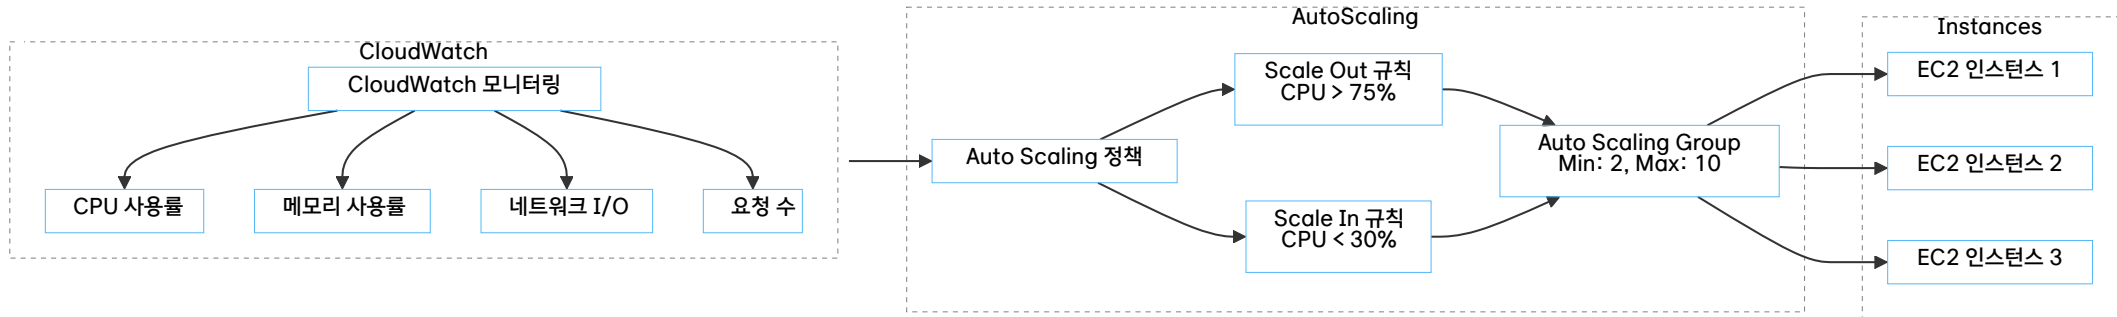 CloudWatch
CloudWatch 모니터링
CPU 사용률
메모리 사용률
네트워크 I/O
요청 수
AutoScaling
Auto Scaling 정책
Scale Out 규칙
CPU > 75%
Scale In 규칙
CPU < 30%
Auto Scaling Group
Min: 2, Max: 10
Instances
EC2 인스턴스 1
EC2 인스턴스 2
EC2 인스턴스 3